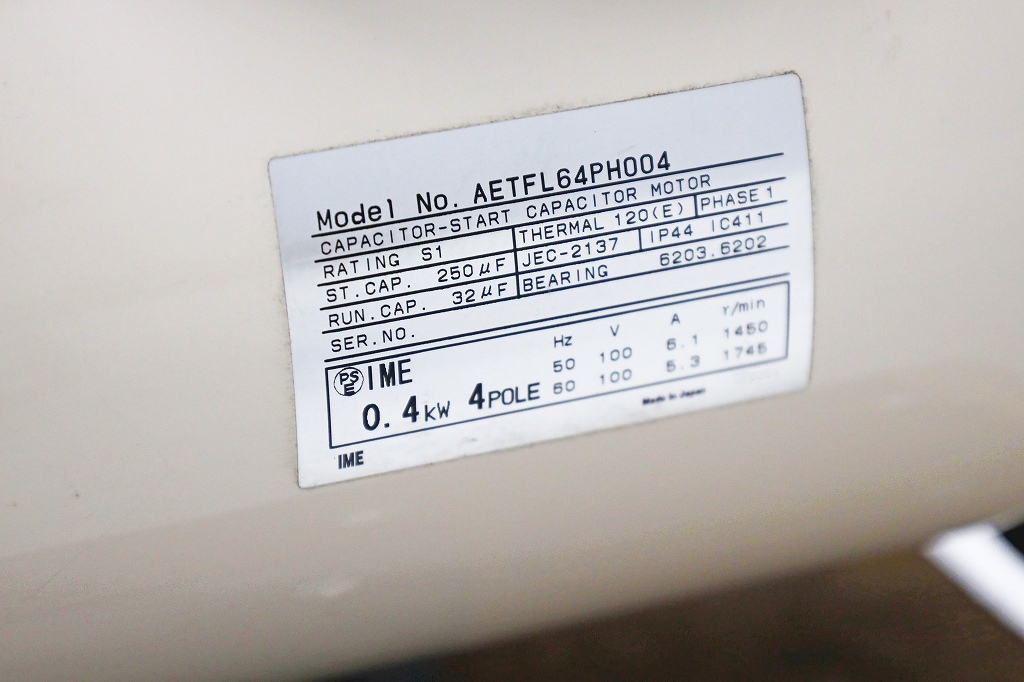 Model No. AETFL64PH004
CAPACITOR-START CAPACITOR MOTOR
RATING S1 THERMAL 120(E) PHASE 1
ST.CAP. 250μF JEC-2137 IP44 IC411
RUN.CAP. 32μF BEARING 6203.6202
SER.NO.
Hz V A r/min
PSE IME 50 100 6.1 1450
0.4kW 4POLE 60 100 5.3 1745
IME Made in Japan